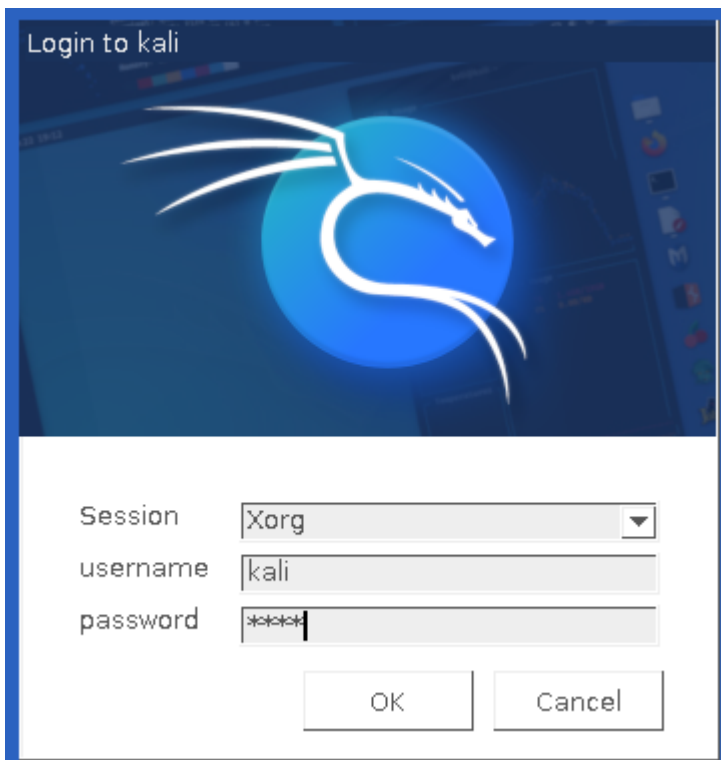 Login to kali
Session Xorg
username kali
password ****
OK Cancel